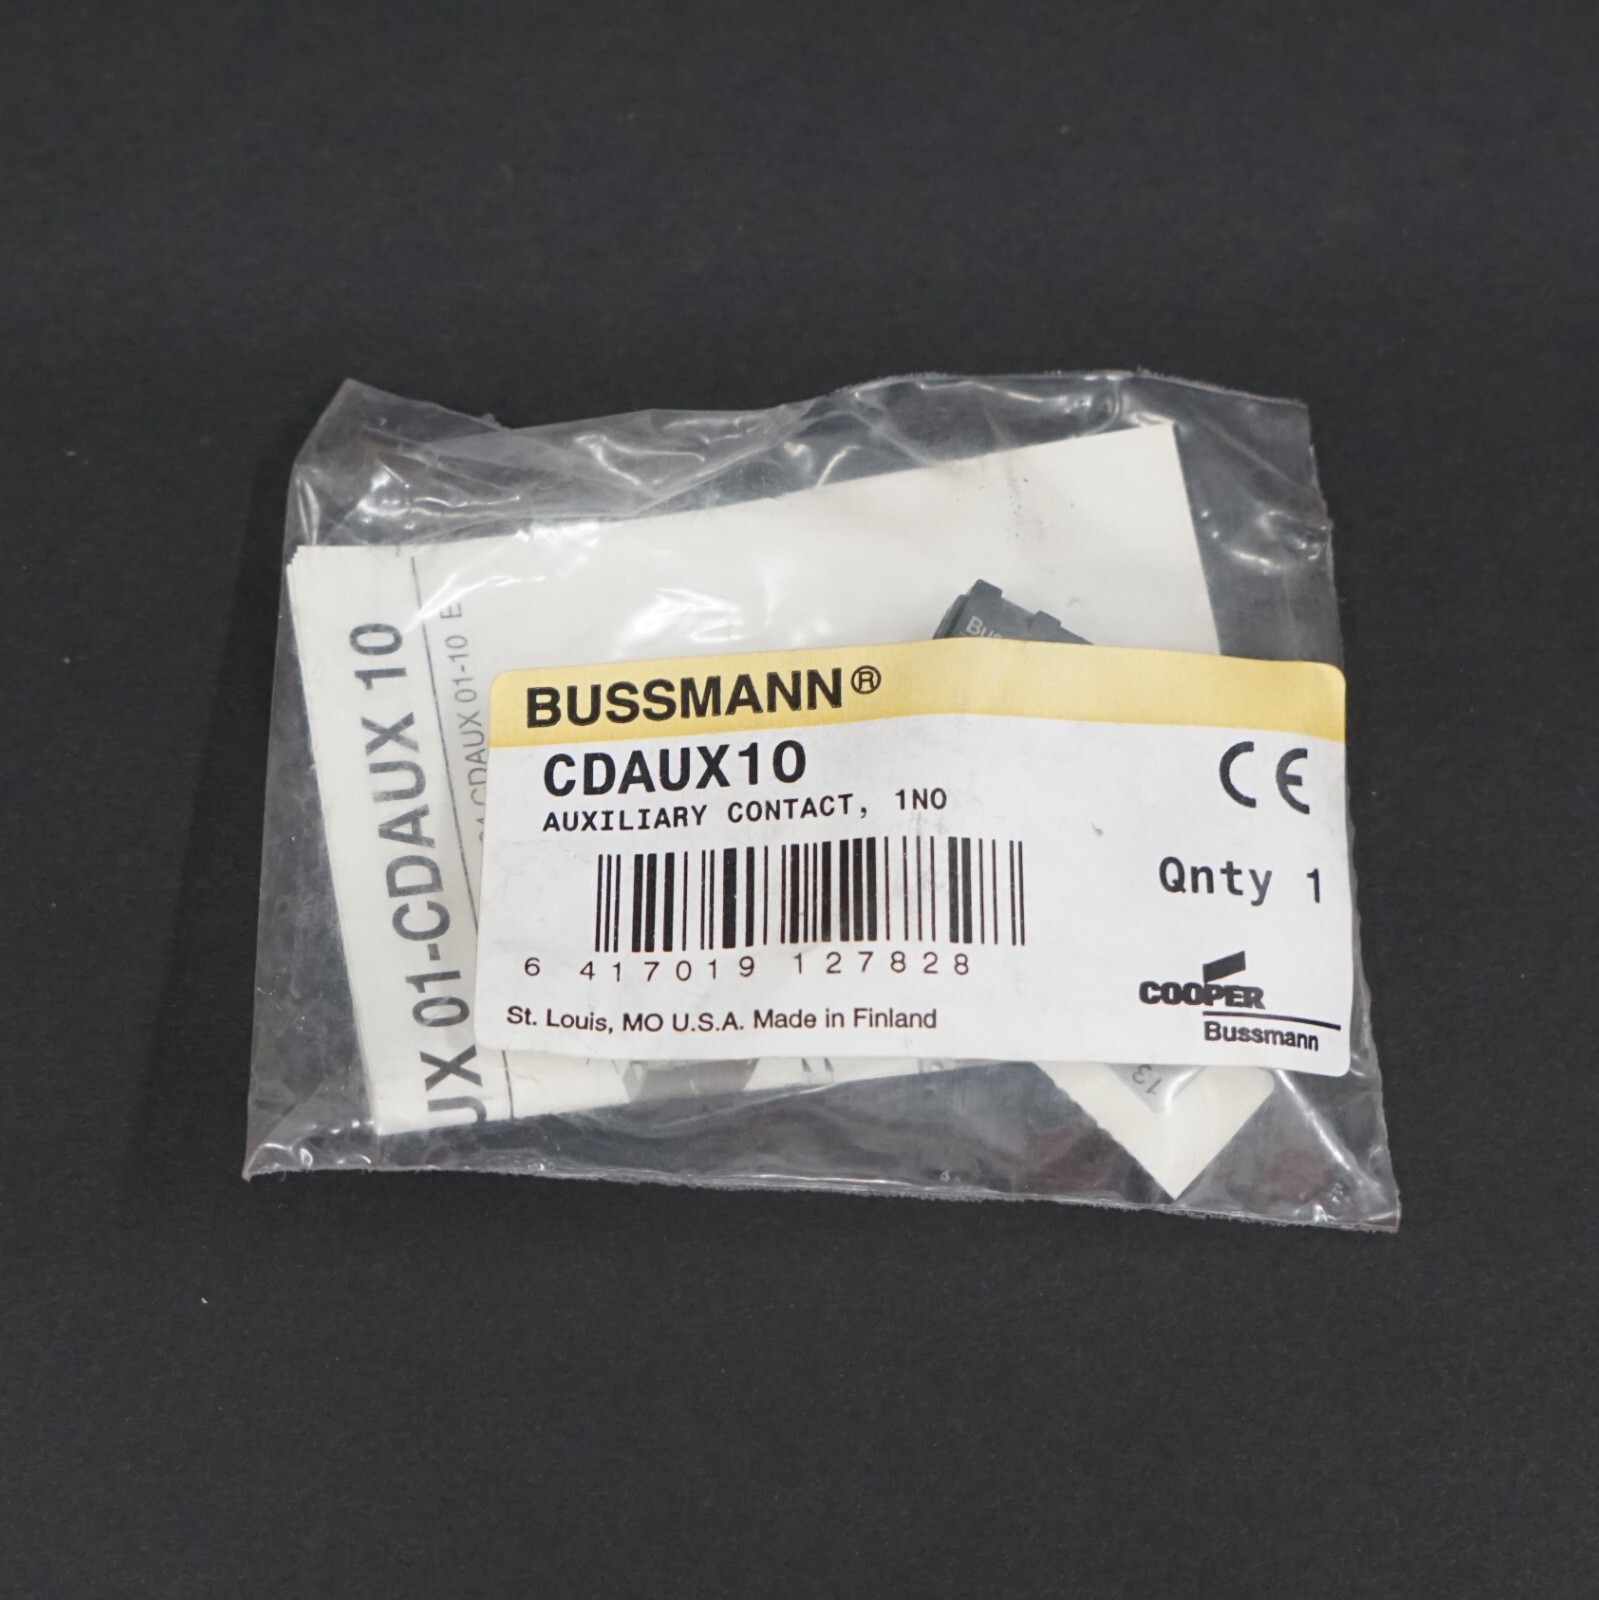 BUSSMANN®
CDAUX10
AUXILIARY CONTACT, 1NO
6 417019 127828
St. Louis, MO U.S.A. Made in Finland
CE
Qnty 1
COOPER
Bussmann
UX 01-CDAUX 10
CDAUX 01-10 E
13